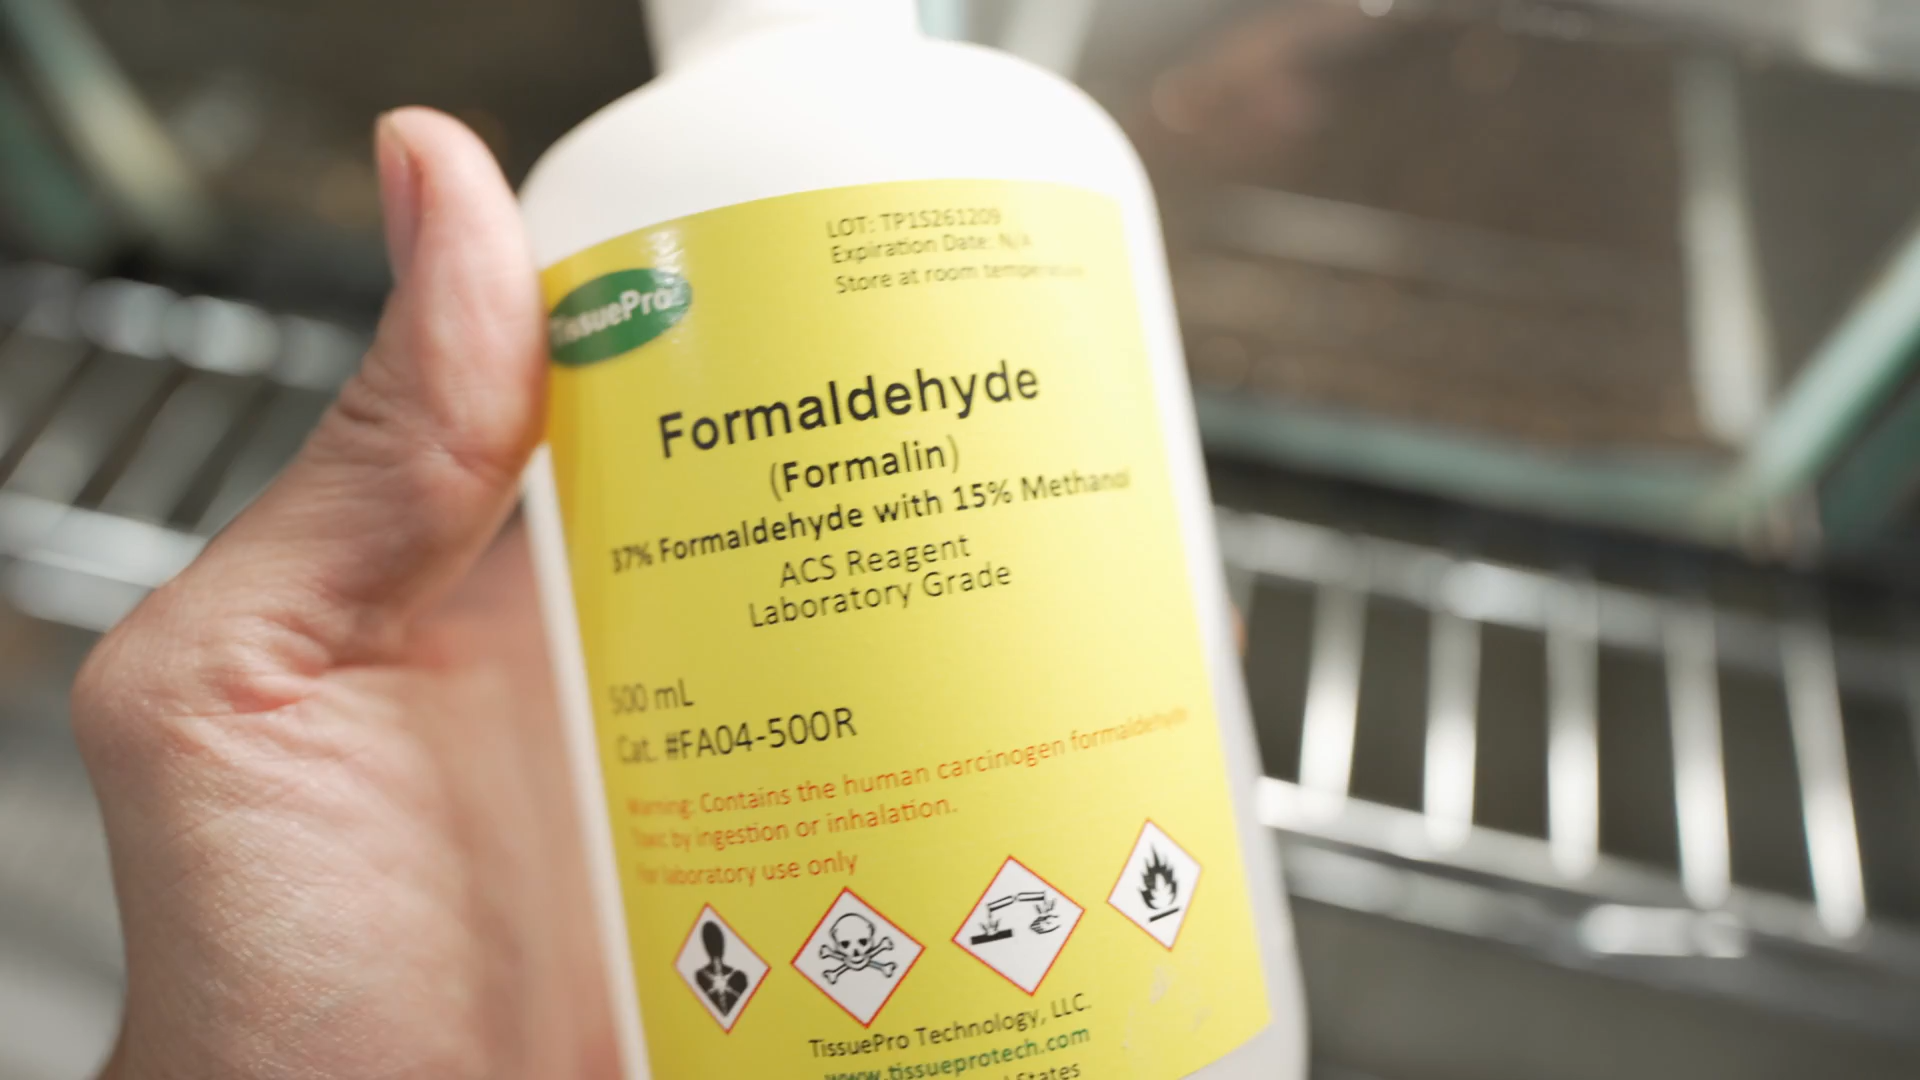 LOT: TP1S261209
Expiration Date: N/A
Store at room temperature
TissuePro
Formaldehyde
(Formalin)
37% Formaldehyde with 15% Methanol
ACS Reagent
Laboratory Grade
500 mL
Cat. #FA04-500R
Warning: Contains the human carcinogen formaldehyde
Toxic by ingestion or inhalation.
For laboratory use only
TissuePro Technology, LLC.
www.tissueprotech.com
States